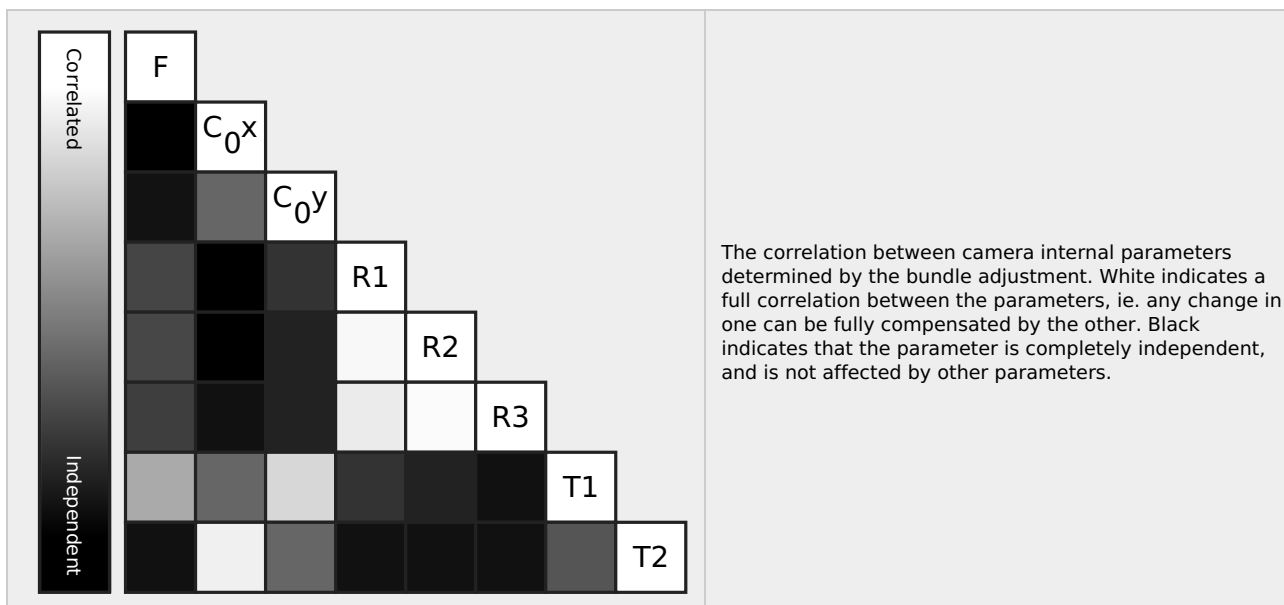 Correlated
Independent
F
C0x
C0y
R1
R2
R3
T1
T2
The correlation between camera internal parameters
determined by the bundle adjustment. White indicates a
full correlation between the parameters, ie. any change in
one can be fully compensated by the other. Black
indicates that the parameter is completely independent,
and is not affected by other parameters.